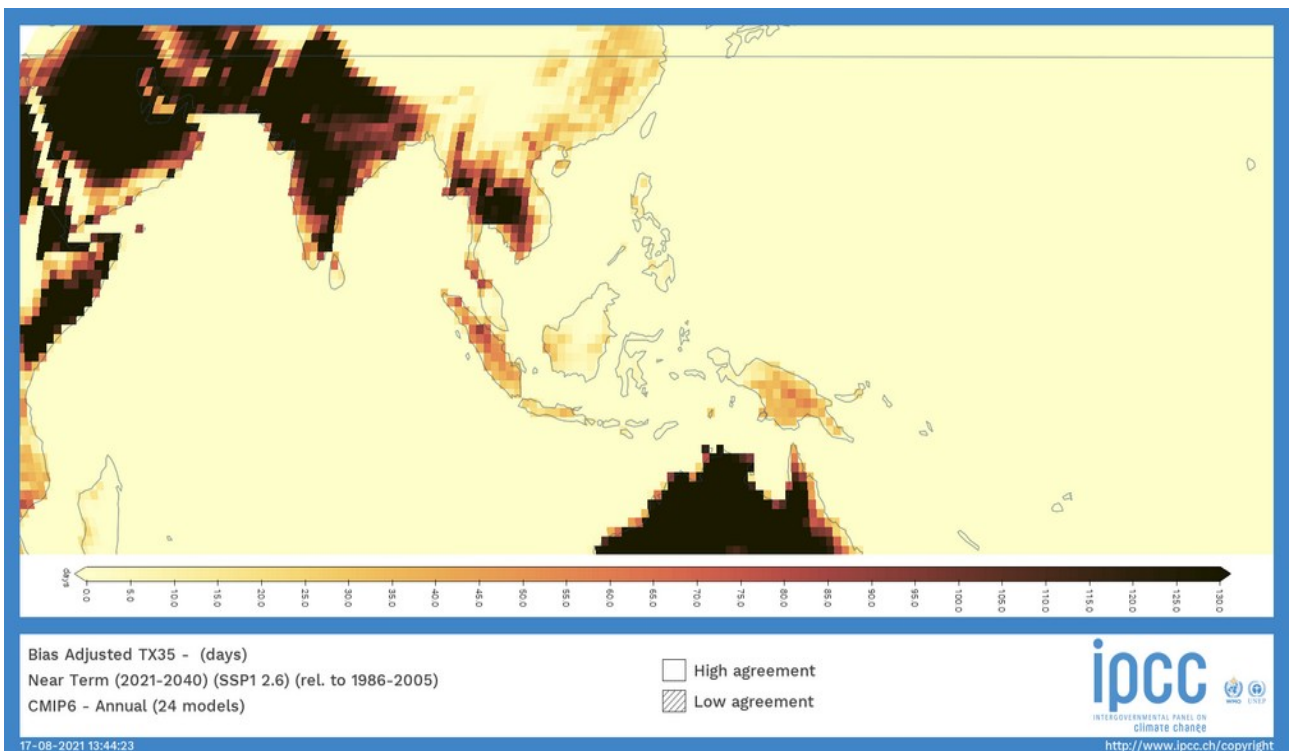 days
0.0
5.0
10.0
15.0
20.0
25.0
30.0
35.0
40.0
45.0
50.0
55.0
60.0
65.0
70.0
75.0
80.0
85.0
90.0
95.0
100.0
105.0
110.0
115.0
120.0
125.0
130.0
Bias Adjusted TX35 - (days)
Near Term (2021-2040) (SSP1 2.6) (rel. to 1986-2005)
CMIP6 - Annual (24 models)
High agreement
Low agreement
ipcc
INTERGOVERNMENTAL PANEL ON
climate change
WMO
UNEP
17-08-2021 13:44:23
http://www.ipcc.ch/copyright